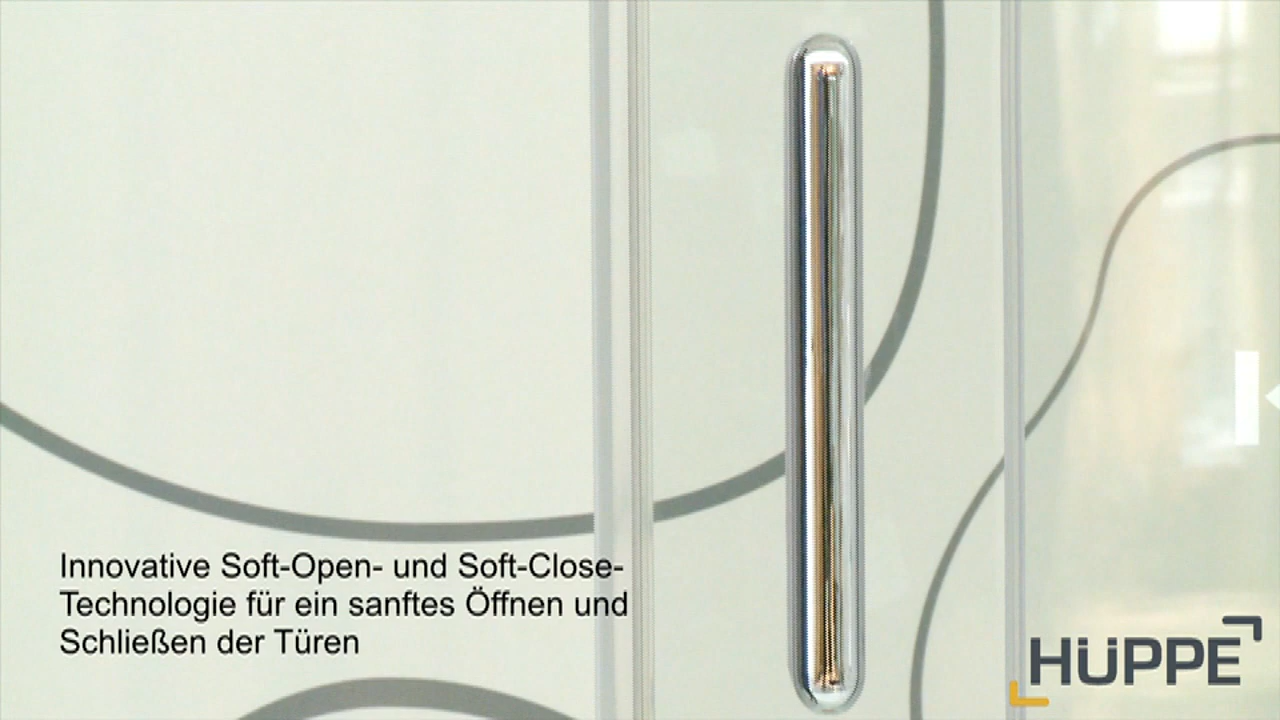 Innovative Soft-Open- und Soft-Close-
Technologie für ein sanftes Öffnen und
Schließen der Türen
HÜPPE